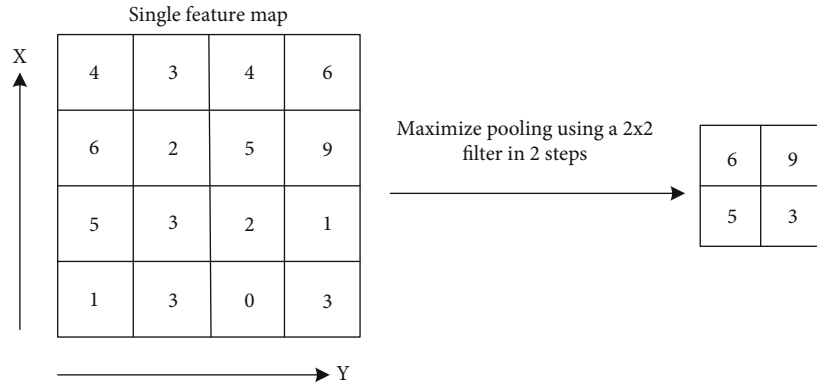 Single feature map
X
4 3 4 6
6 2 5 9
5 3 2 1
1 3 0 3
Y
Maximize pooling using a 2x2
filter in 2 steps
6 9
5 3